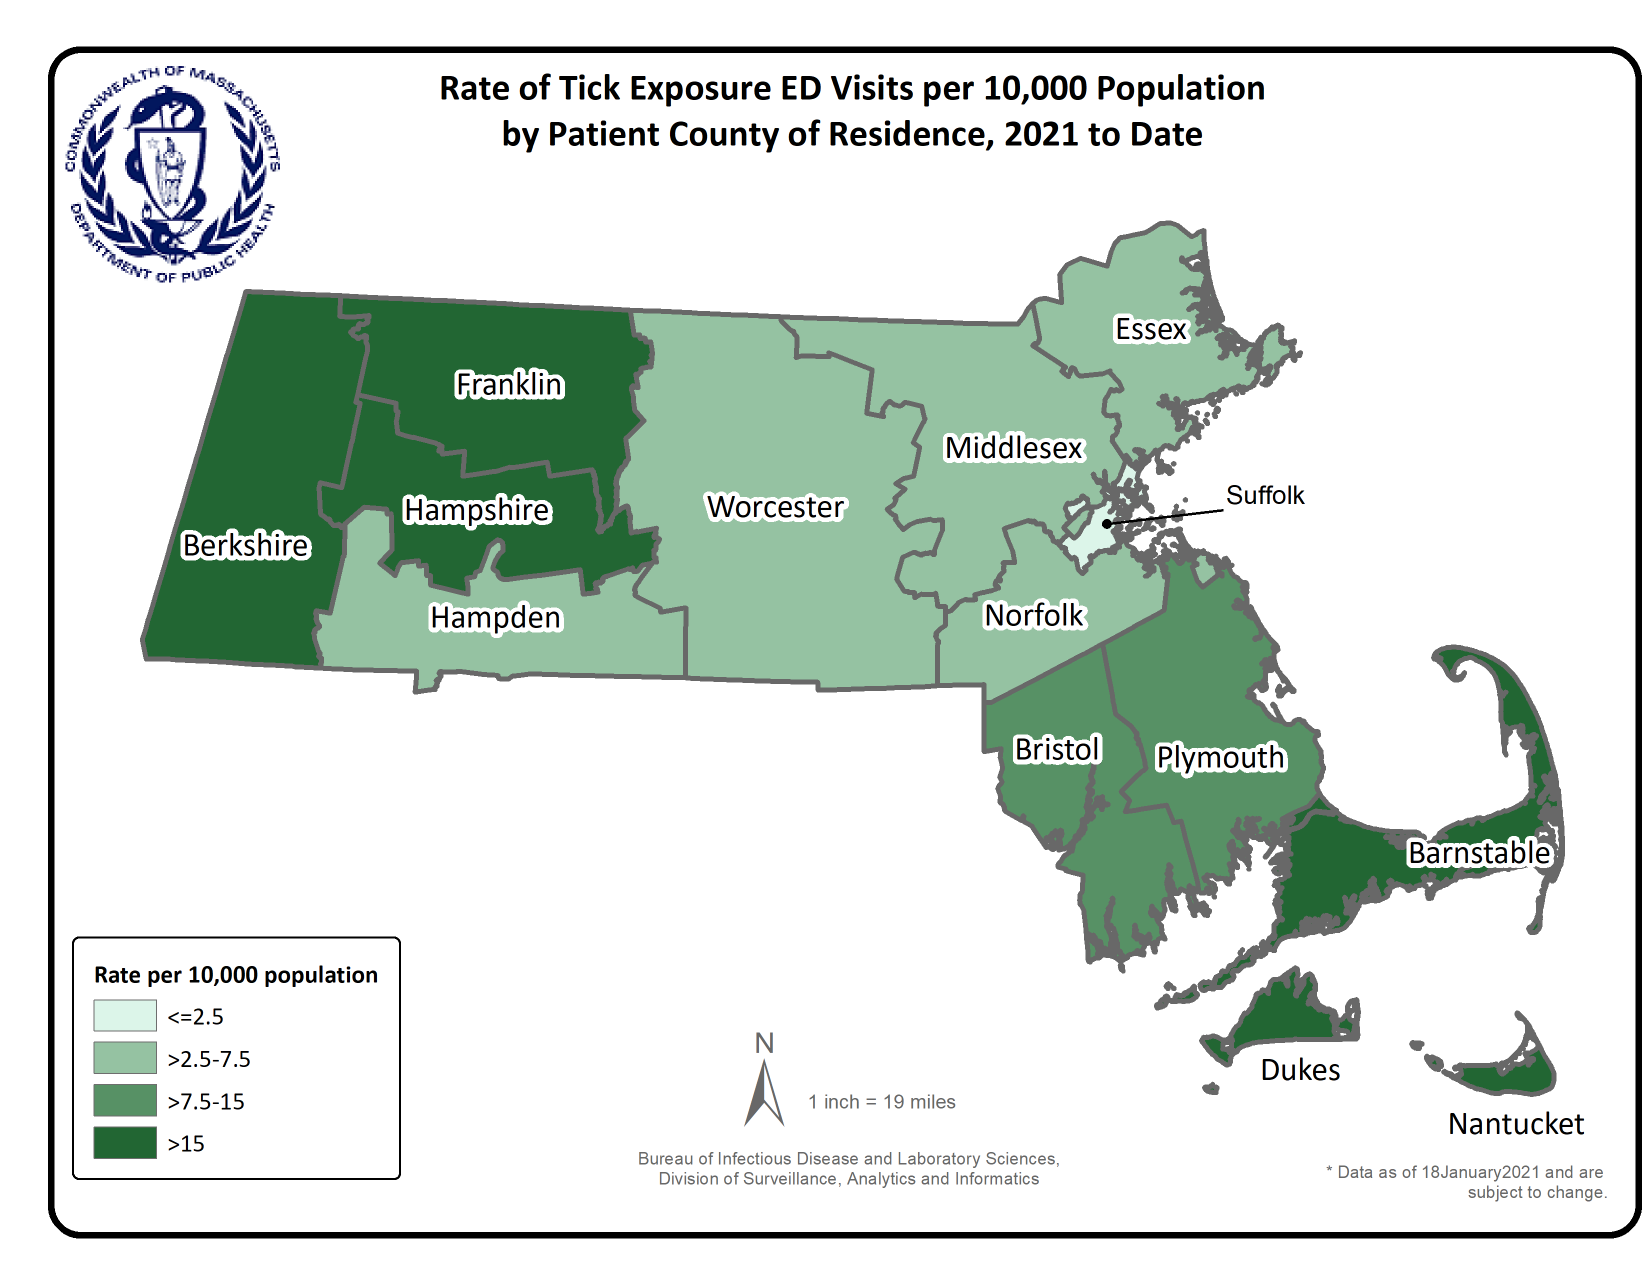 COMMONWEALTH OF MASSACHUSETTS
DEPARTMENT OF PUBLIC HEALTH
Rate of Tick Exposure ED Visits per 10,000 Population
by Patient County of Residence, 2021 to Date
Essex
Franklin
Middlesex
Suffolk
Hampshire
Worcester
Berkshire
Hampden
Norfolk
Bristol
Plymouth
Barnstable
Dukes
Nantucket
Rate per 10,000 population
<=2.5
>2.5-7.5
>7.5-15
>15
N
1 inch = 19 miles
Bureau of Infectious Disease and Laboratory Sciences,
Division of Surveillance, Analytics and Informatics
* Data as of 18January2021 and are
subject to change.